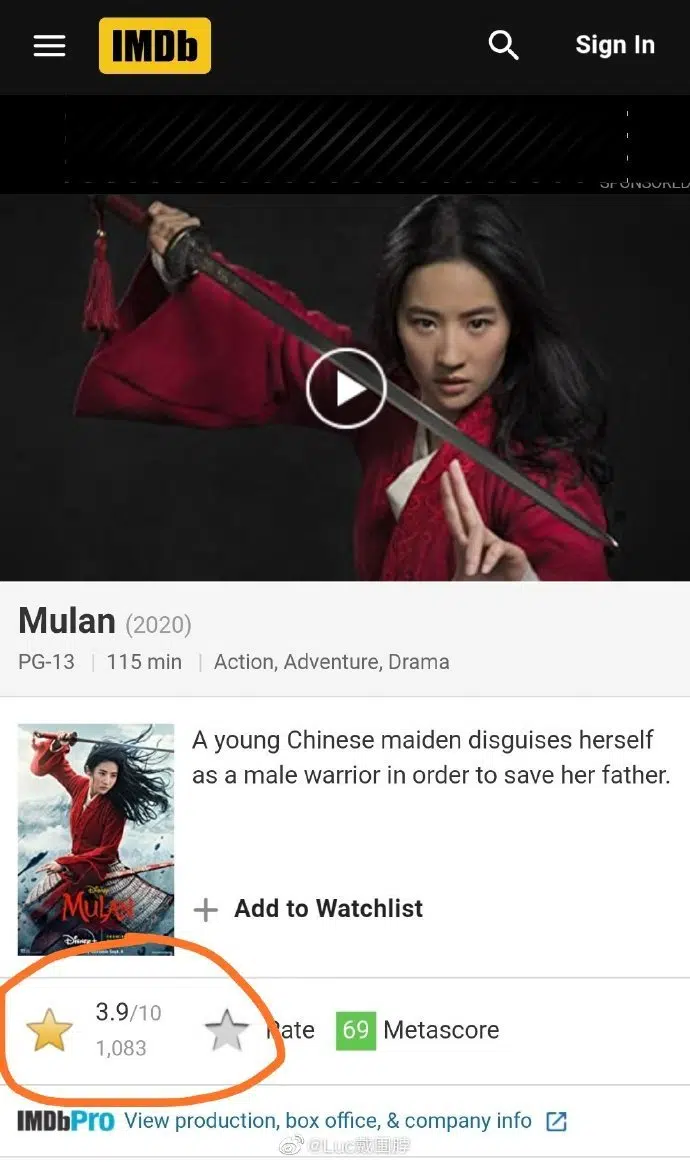 IMDb
Sign In
SPONSORED
Mulan (2020)
PG-13 | 115 min | Action, Adventure, Drama
A young Chinese maiden disguises herself
as a male warrior in order to save her father.
Disney
MULAN
Disney+
+ Add to Watchlist
3.9/10
1,083
Rate
69 Metascore
IMDbPro View production, box office, & company info